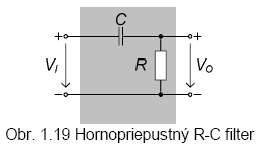 C
+ +
V_I R V_O
− −
Obr. 1.19 Hornopriepustný R-C filter